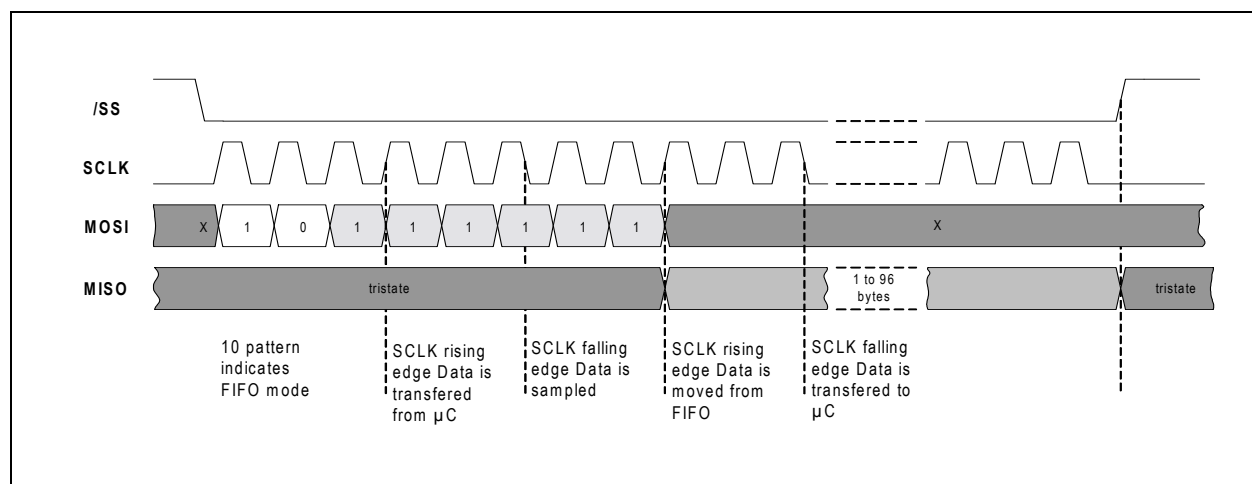 /SS
SCLK
MOSI X 1 0 1 1 1 1 1 1 X
MISO tristate 1 to 96 tristate
bytes
10 pattern
indicates
FIFO mode
SCLK rising
edge Data is
transfered
from µC
SCLK falling
edge Data is
sampled
SCLK rising
edge Data is
moved from
FIFO
SCLK falling
edge Data is
transfered to
µC